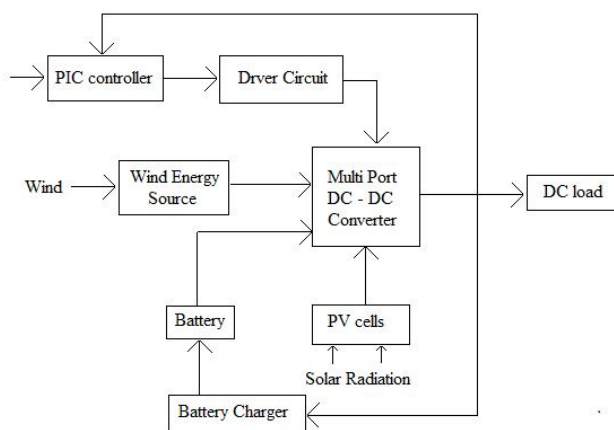 PIC controller
Drver Circuit
Wind
Wind Energy
Source
Multi Port
DC - DC
Converter
DC load
Battery
PV cells
Solar Radiation
Battery Charger